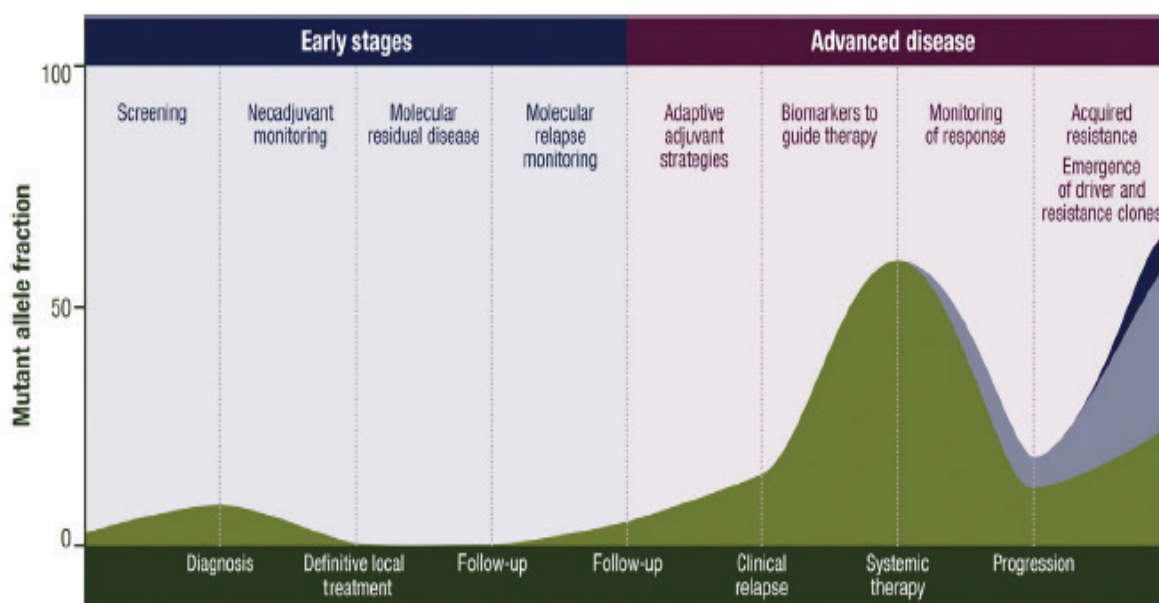 Early stages
Advanced disease
100
50
0
Mutant allele fraction
Screening
Neoadjuvant
monitoring
Molecular
residual disease
Molecular
relapse
monitoring
Adaptive
adjuvant
strategies
Biomarkers to
guide therapy
Monitoring
of response
Acquired
resistance
Emergence
of driver and
resistance clones
Diagnosis
Definitive local
treatment
Follow-up
Follow-up
Clinical
relapse
Systemic
therapy
Progression